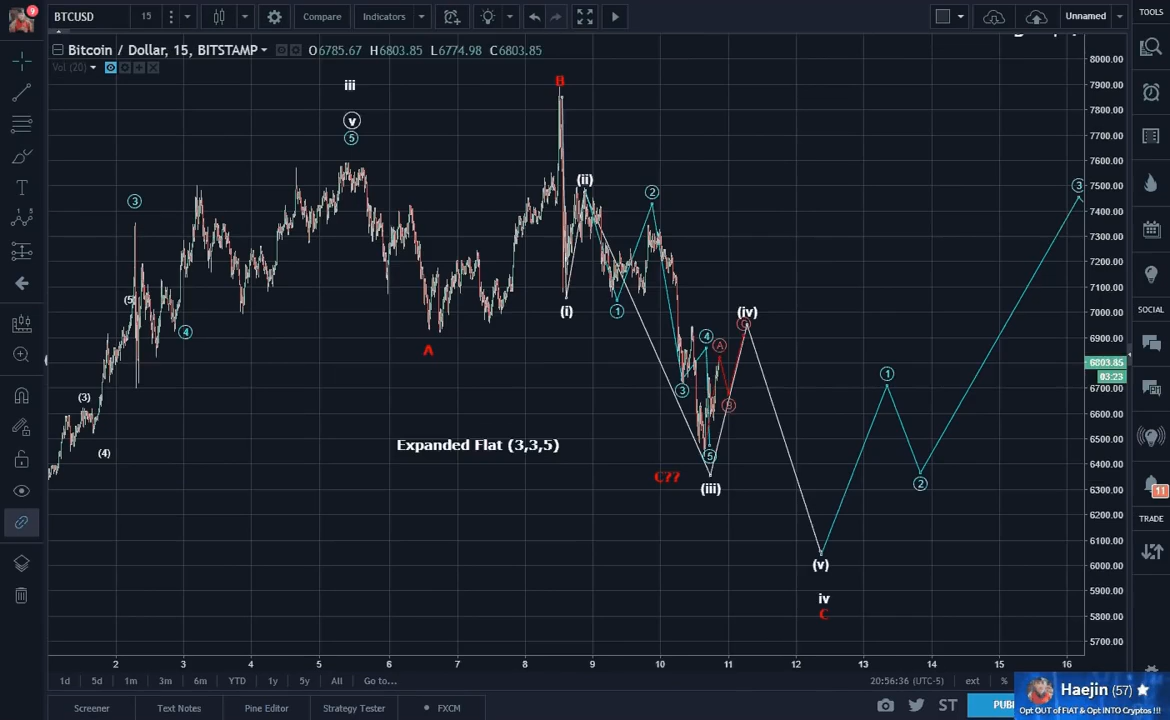 9
BTCUSD
15
Compare
Indicators
Unnamed
TOOLS
Bitcoin / Dollar, 15, BITSTAMP O6785.67 H6803.85 L6774.98 C6803.85
Vol (20)
iii
v
5
B
(ii)
2
3
(5)
4
(3)
(4)
A
(i)
1
(iv)
C
4
A
3
B
5
C??
(iii)
Expanded Flat (3,3,5)
1
2
3
(v)
iv
C
8000.00
7900.00
7800.00
7700.00
7600.00
7500.00
7400.00
7300.00
7200.00
7100.00
7000.00
6900.00
6803.85
03:23
6700.00
6600.00
6500.00
6400.00
6300.00
6200.00
6100.00
6000.00
5900.00
5800.00
5700.00
SOCIAL
11
TRADE
2 3 4 5 6 7 8 9 10 11 12 13 14 15 16
1d 5d 1m 3m 6m YTD 1y 5y All Go to... 20:56:36 (UTC-5) ext %
Screener Text Notes Pine Editor Strategy Tester FXCM ST
Haejin (57)
Opt OUT of FIAT & Opt INTO Cryptos !!!